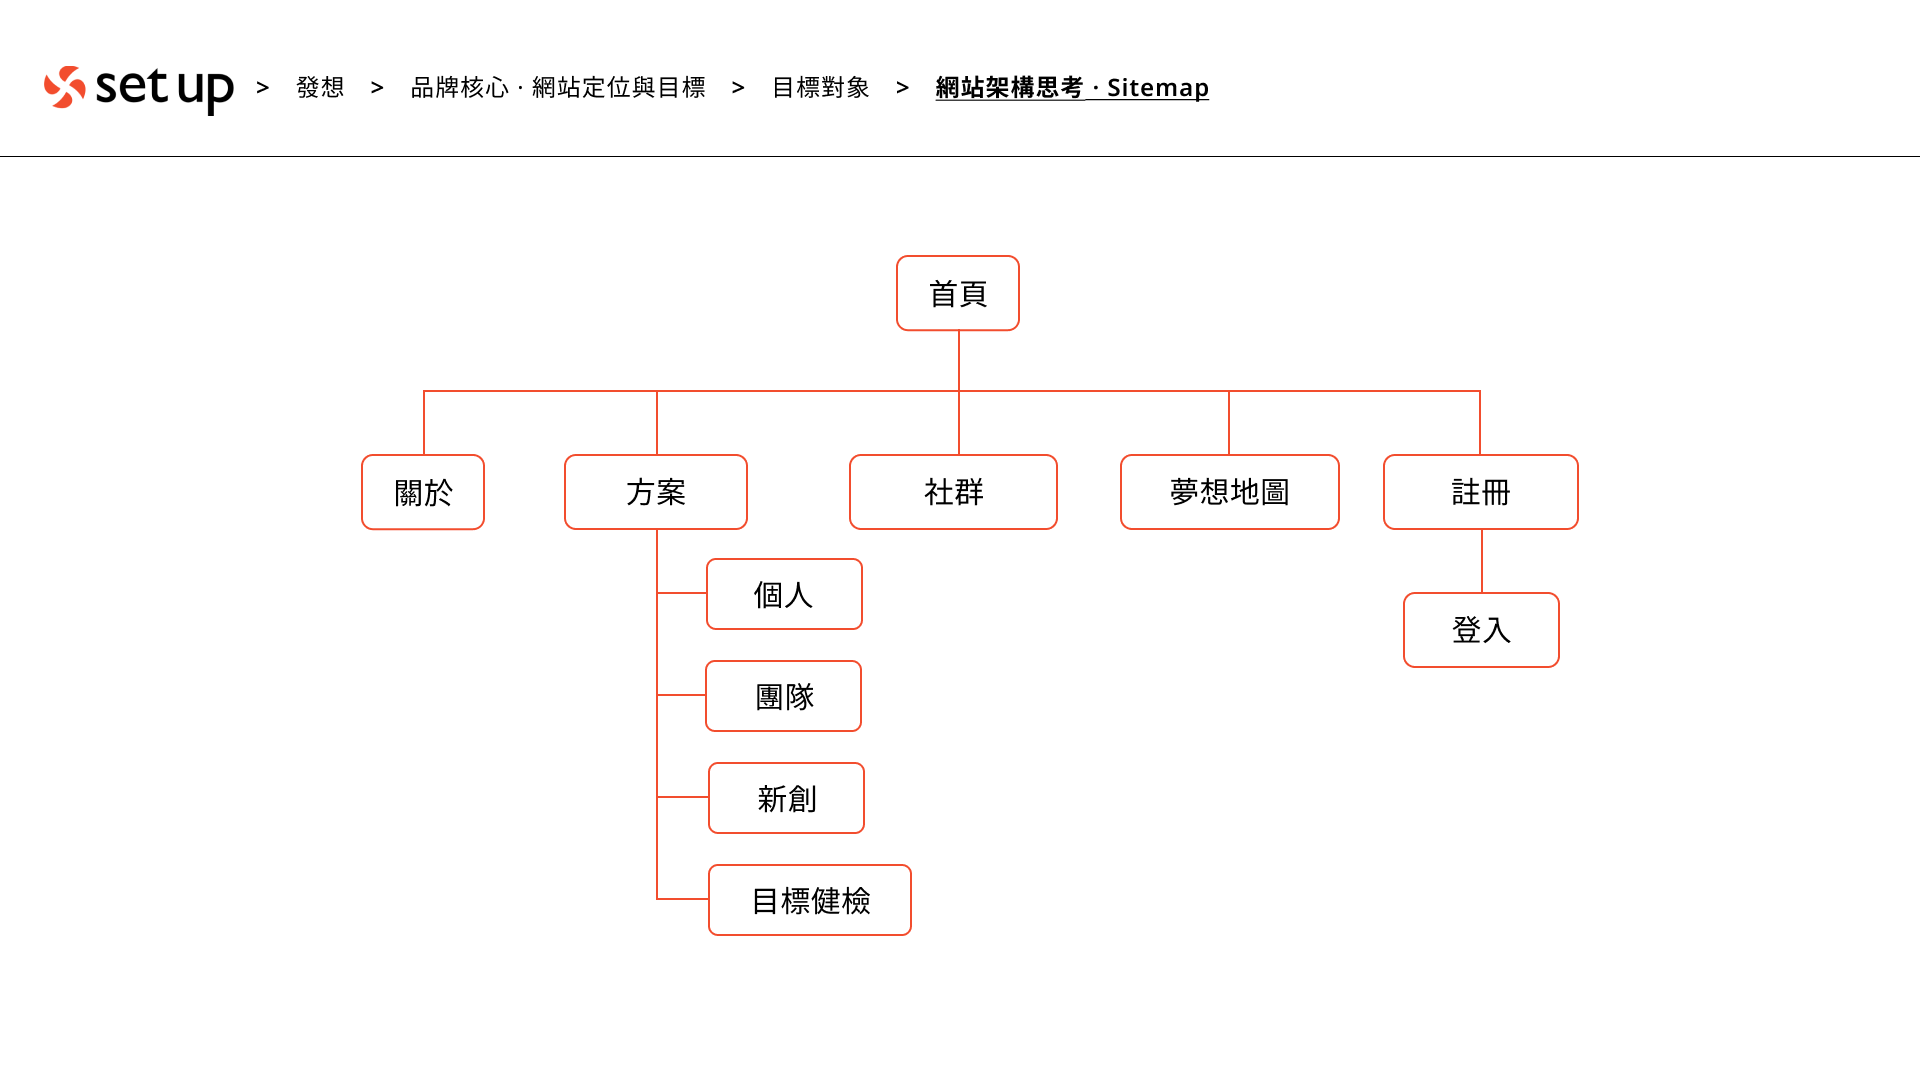 set up > 發想 > 品牌核心 · 網站定位與目標 > 目標對象 > 網站架構思考 · Sitemap
首頁
關於
方案
社群
夢想地圖
註冊
個人
團隊
新創
目標健檢
登入